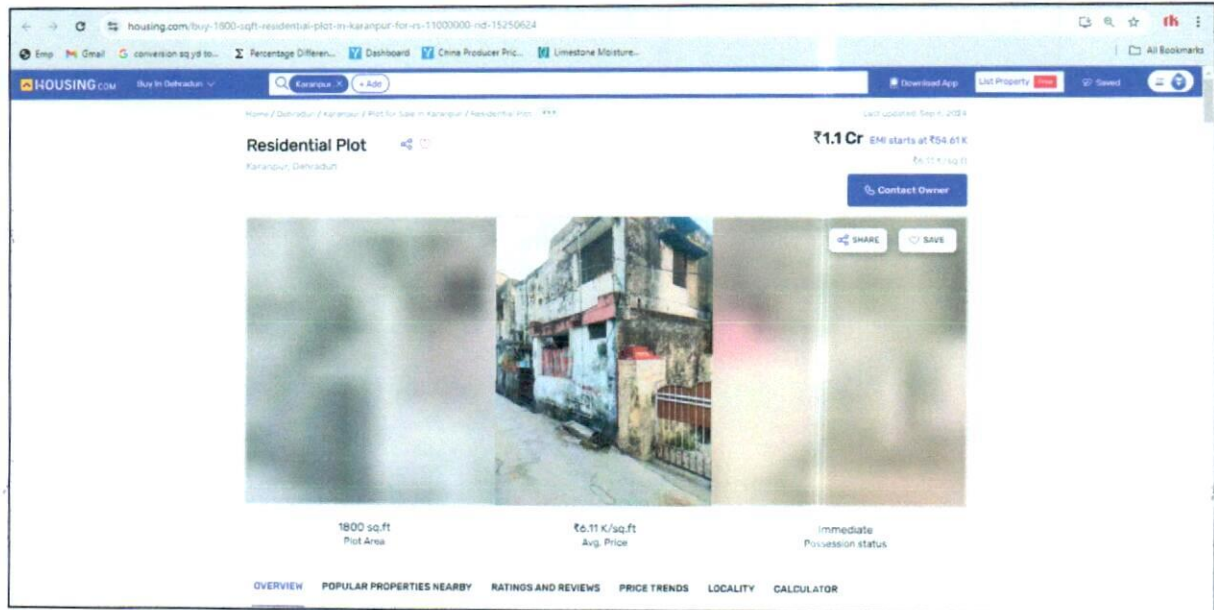 housing.com/buy-1800-sqft-residential-plot-in-karanpur-for-rs-11000000-rid-15250624
Emp Gmail conversion sq yd to... Percentage Differen... Dashboard China Producer Pric... Limestone Moisture... All Bookmarks
HOUSING.COM Buy in Dehradun Karanpur + Add Download App List Property Free Saved
Home / Dehradun / Karanpur / Plot for Sale in Karanpur / Residential Plot Last updated: Sep 6, 2024
Residential Plot ₹1.1 Cr EMI starts at ₹54.61 K
Karanpur, Dehradun ₹6.11 K/sq.ft
Contact Owner
SHARE SAVE
1800 sq.ft ₹6.11 K/sq.ft Immediate
Plot Area Avg. Price Possession status
OVERVIEW POPULAR PROPERTIES NEARBY RATINGS AND REVIEWS PRICE TRENDS LOCALITY CALCULATOR